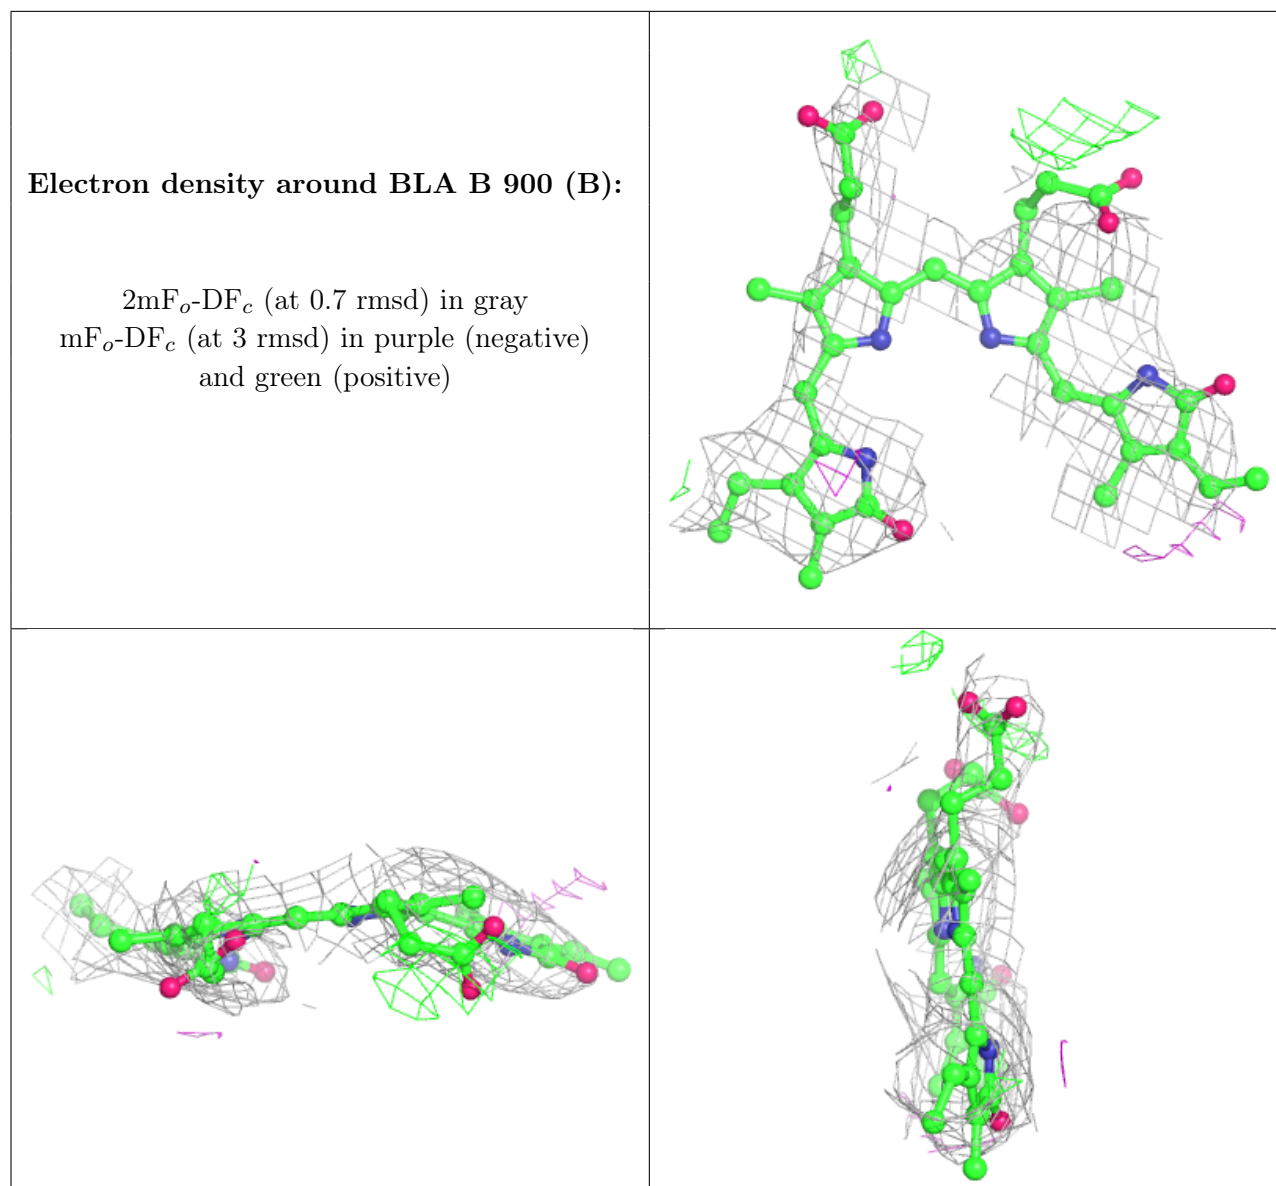 Electron density around BLA B 900 (B):
2mFo-DFc (at 0.7 rmsd) in gray
mFo-DFc (at 3 rmsd) in purple (negative)
and green (positive)